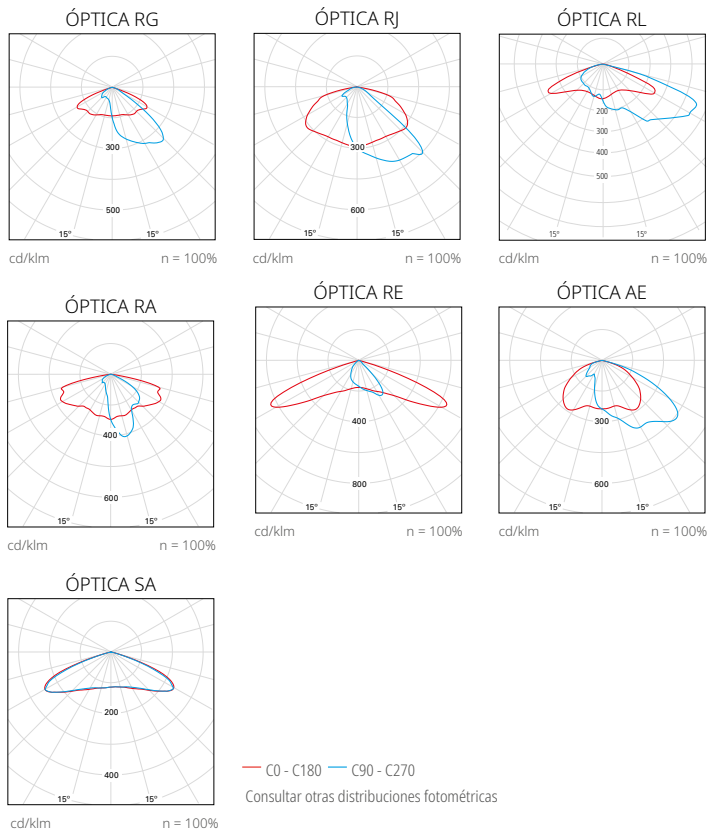 ÓPTICA RG
300
500
15° 15°
cd/klm n = 100%
ÓPTICA RJ
300
600
15° 15°
cd/klm n = 100%
ÓPTICA RL
200
300
400
500
15° 15°
cd/klm n = 100%
ÓPTICA RA
400
600
15° 15°
cd/klm n = 100%
ÓPTICA RE
400
800
15° 15°
cd/klm n = 100%
ÓPTICA AE
300
600
15° 15°
cd/klm n = 100%
ÓPTICA SA
200
400
15° 15°
cd/klm n = 100%
C0 - C180 C90 - C270
Consultar otras distribuciones fotométricas